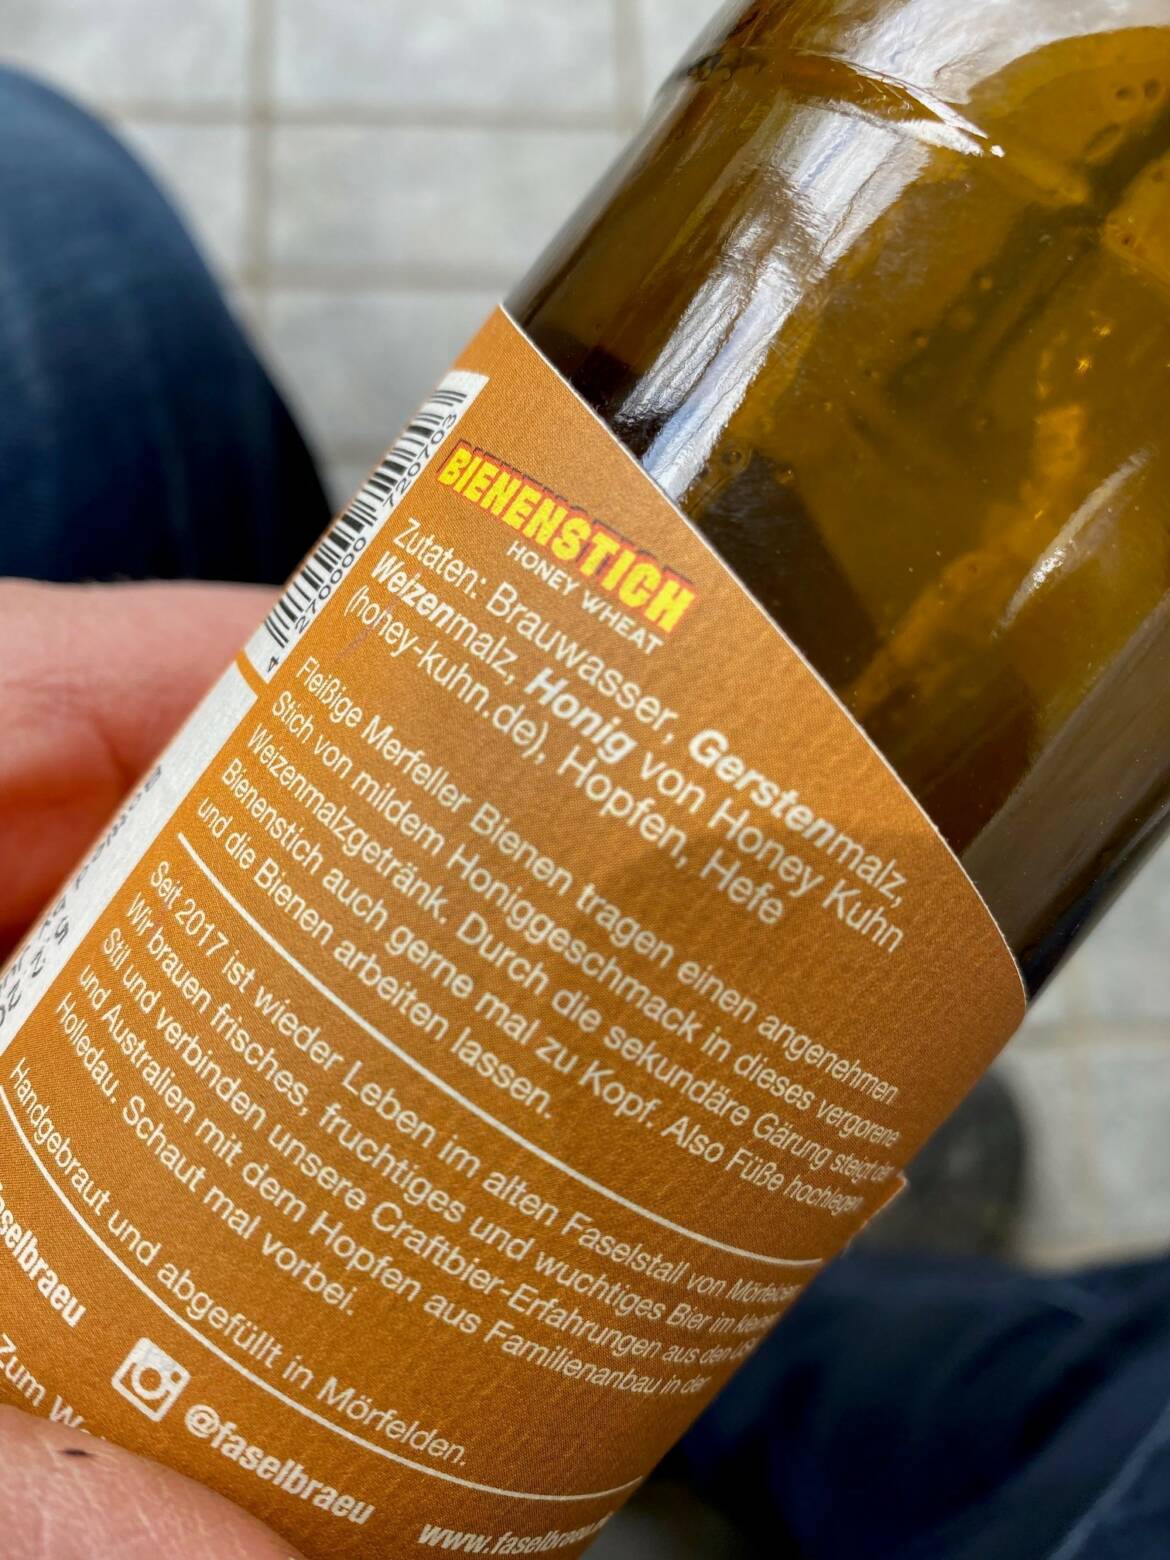 4 270000 720703
BIENENSTICH
HONEY WHEAT
Zutaten: Brauwasser, Gerstenmalz,
Weizenmalz, Honig von Honey Kuhn
(honey-kuhn.de), Hopfen, Hefe
Fleißige Merfeller Bienen tragen einen angenehmen
Stich von mildem Honiggeschmack in dieses vergorene
Weizenmalzgetränk. Durch die sekundäre Gärung steigt der
Bienenstich auch gerne mal zu Kopf. Also Füße hochlegen
und die Bienen arbeiten lassen.
Seit 2017 ist wieder Leben im alten Faselstall von Mörfelden
Wir brauen frisches, fruchtiges und wuchtiges Bier im kleinen
Stil und verbinden unsere Craftbier-Erfahrungen aus den USA
und Australien mit dem Hopfen aus Familienanbau in der
Holledau. Schaut mal vorbei.
Handgebraut und abgefüllt in Mörfelden.
faselbraeu
@faselbraeu
www.faselbraeu
Zum